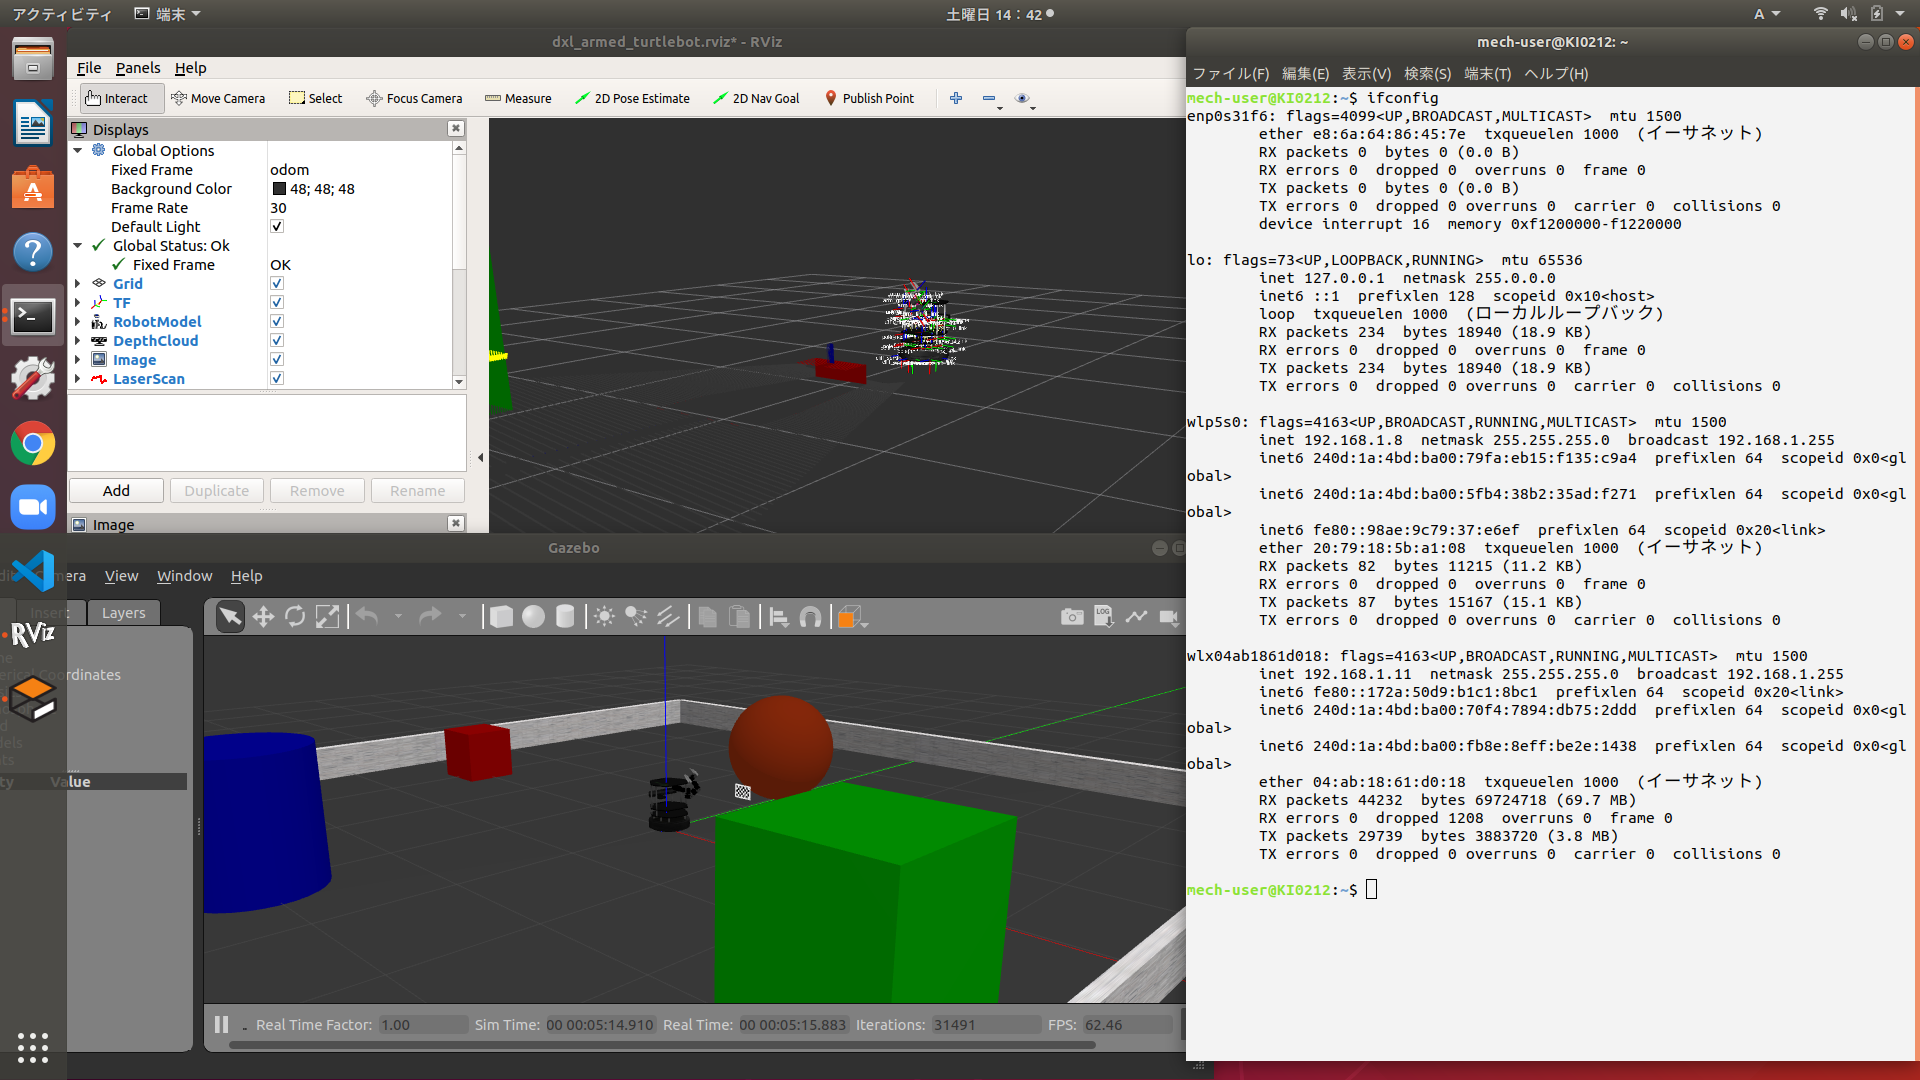 アクティビティ 端末 土曜日 14：42 A
dxl_armed_turtlebot.rviz* - RViz
File Panels Help
Interact Move Camera Select Focus Camera Measure 2D Pose Estimate 2D Nav Goal Publish Point
Displays
Global Options
Fixed Frame odom
Background Color 48; 48; 48
Frame Rate 30
Default Light
Global Status: Ok
Fixed Frame OK
Grid
TF
RobotModel
DepthCloud
Image
LaserScan
Add Duplicate Remove Rename
Image
Gazebo
era View Window Help
Insert Layers
RViz
rdinates
Value
LOG
Real Time Factor: 1.00 Sim Time: 00 00:05:14.910 Real Time: 00 00:05:15.883 Iterations: 31491 FPS: 62.46
mech-user@KI0212: ~
ファイル(F) 編集(E) 表示(V) 検索(S) 端末(T) ヘルプ(H)
mech-user@KI0212:~$ ifconfig
enp0s31f6: flags=4099<UP,BROADCAST,MULTICAST>  mtu 1500
        ether e8:6a:64:86:45:7e  txqueuelen 1000  (イーサネット)
        RX packets 0  bytes 0 (0.0 B)
        RX errors 0  dropped 0  overruns 0  frame 0
        TX packets 0  bytes 0 (0.0 B)
        TX errors 0  dropped 0 overruns 0  carrier 0  collisions 0
        device interrupt 16  memory 0xf1200000-f1220000
lo: flags=73<UP,LOOPBACK,RUNNING>  mtu 65536
        inet 127.0.0.1  netmask 255.0.0.0
        inet6 ::1  prefixlen 128  scopeid 0x10<host>
        loop  txqueuelen 1000  (ローカルループバック)
        RX packets 234  bytes 18940 (18.9 KB)
        RX errors 0  dropped 0  overruns 0  frame 0
        TX packets 234  bytes 18940 (18.9 KB)
        TX errors 0  dropped 0 overruns 0  carrier 0  collisions 0
wlp5s0: flags=4163<UP,BROADCAST,RUNNING,MULTICAST>  mtu 1500
        inet 192.168.1.8  netmask 255.255.255.0  broadcast 192.168.1.255
        inet6 240d:1a:4bd:ba00:79fa:eb15:f135:c9a4  prefixlen 64  scopeid 0x0<gl
obal>
        inet6 240d:1a:4bd:ba00:5fb4:38b2:35ad:f271  prefixlen 64  scopeid 0x0<gl
obal>
        inet6 fe80::98ae:9c79:37:e6ef  prefixlen 64  scopeid 0x20<link>
        ether 20:79:18:5b:a1:08  txqueuelen 1000  (イーサネット)
        RX packets 82  bytes 11215 (11.2 KB)
        RX errors 0  dropped 0  overruns 0  frame 0
        TX packets 87  bytes 15167 (15.1 KB)
        TX errors 0  dropped 0 overruns 0  carrier 0  collisions 0
wlx04ab1861d018: flags=4163<UP,BROADCAST,RUNNING,MULTICAST>  mtu 1500
        inet 192.168.1.11  netmask 255.255.255.0  broadcast 192.168.1.255
        inet6 fe80::172a:50d9:b1c1:8bc1  prefixlen 64  scopeid 0x20<link>
        inet6 240d:1a:4bd:ba00:70f4:7894:db75:2ddd  prefixlen 64  scopeid 0x0<gl
obal>
        inet6 240d:1a:4bd:ba00:fb8e:8eff:be2e:1438  prefixlen 64  scopeid 0x0<gl
obal>
        ether 04:ab:18:61:d0:18  txqueuelen 1000  (イーサネット)
        RX packets 44232  bytes 69724718 (69.7 MB)
        RX errors 0  dropped 1208  overruns 0  frame 0
        TX packets 29739  bytes 3883720 (3.8 MB)
        TX errors 0  dropped 0 overruns 0  carrier 0  collisions 0
mech-user@KI0212:~$